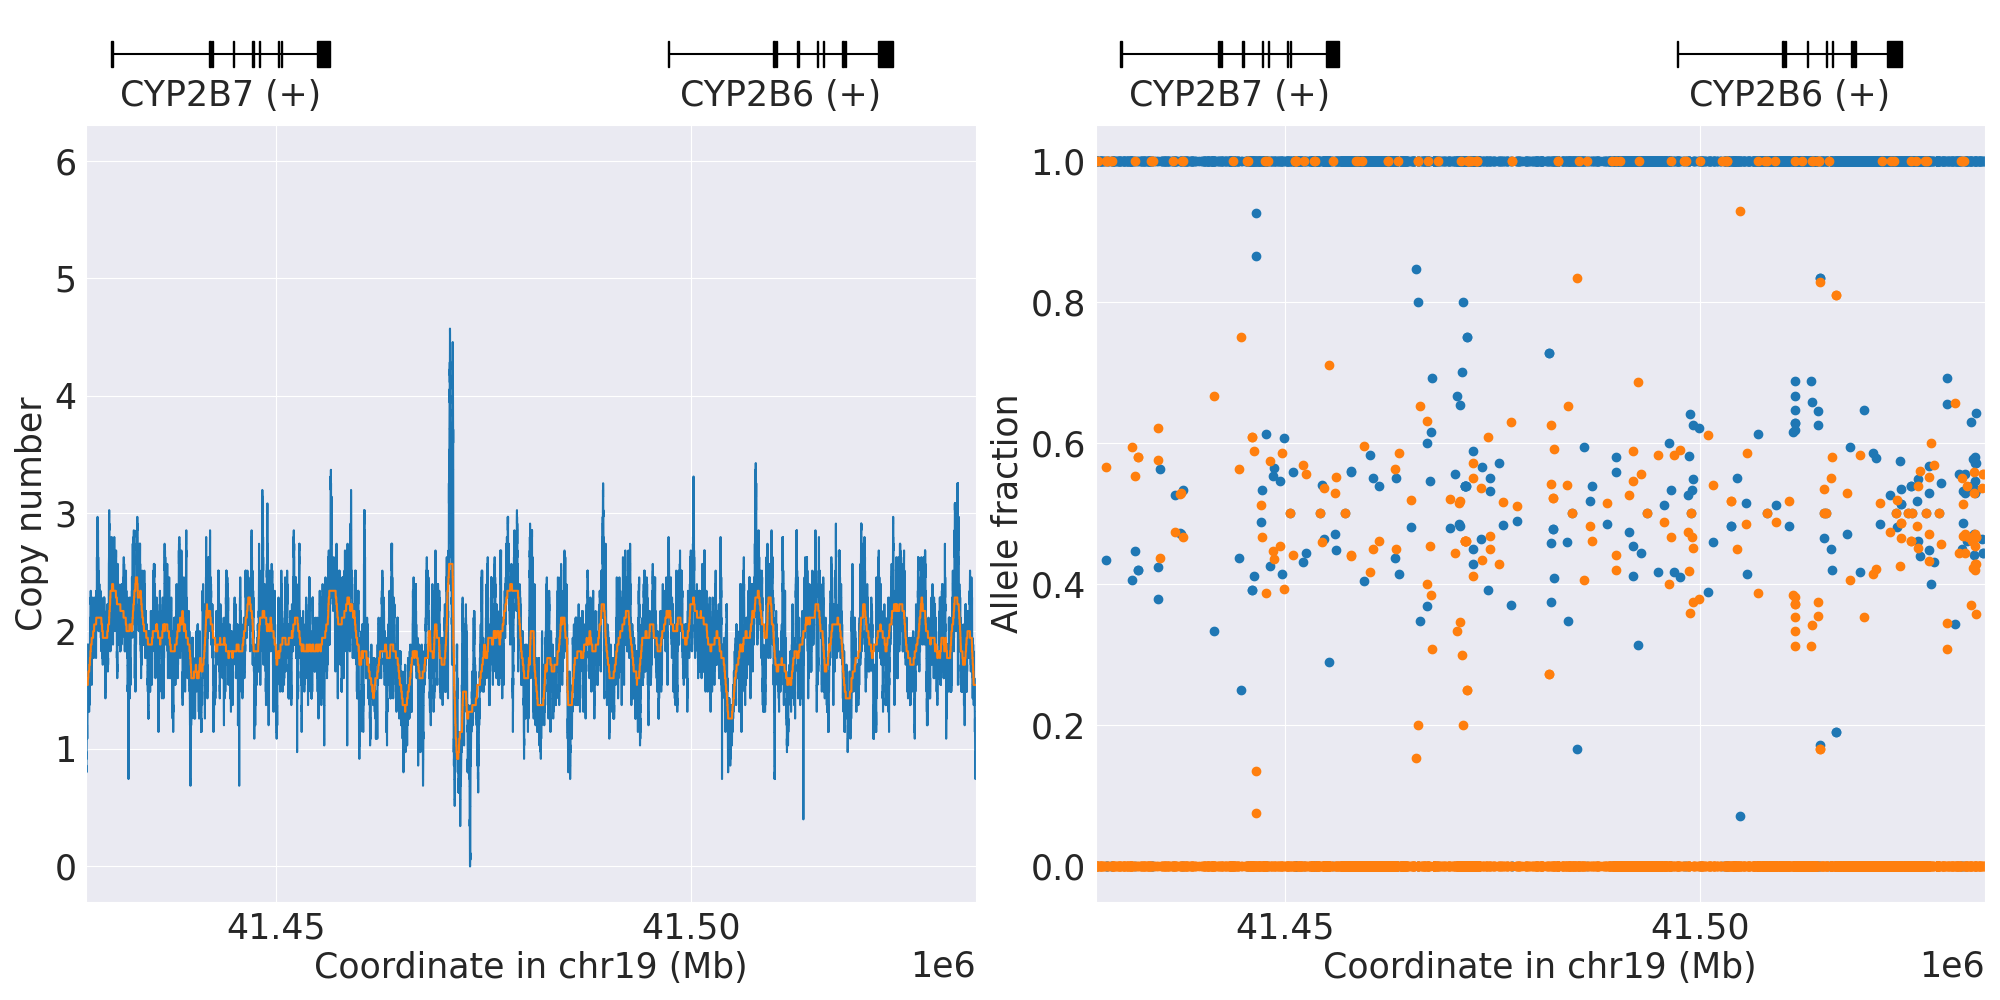 CYP2B7 (+)
CYP2B6 (+)
6
5
4
3
2
1
0
Copy number
41.45
41.50
Coordinate in chr19 (Mb)
1e6
CYP2B7 (+)
CYP2B6 (+)
1.0
0.8
0.6
0.4
0.2
0.0
Allele fraction
41.45
41.50
Coordinate in chr19 (Mb)
1e6